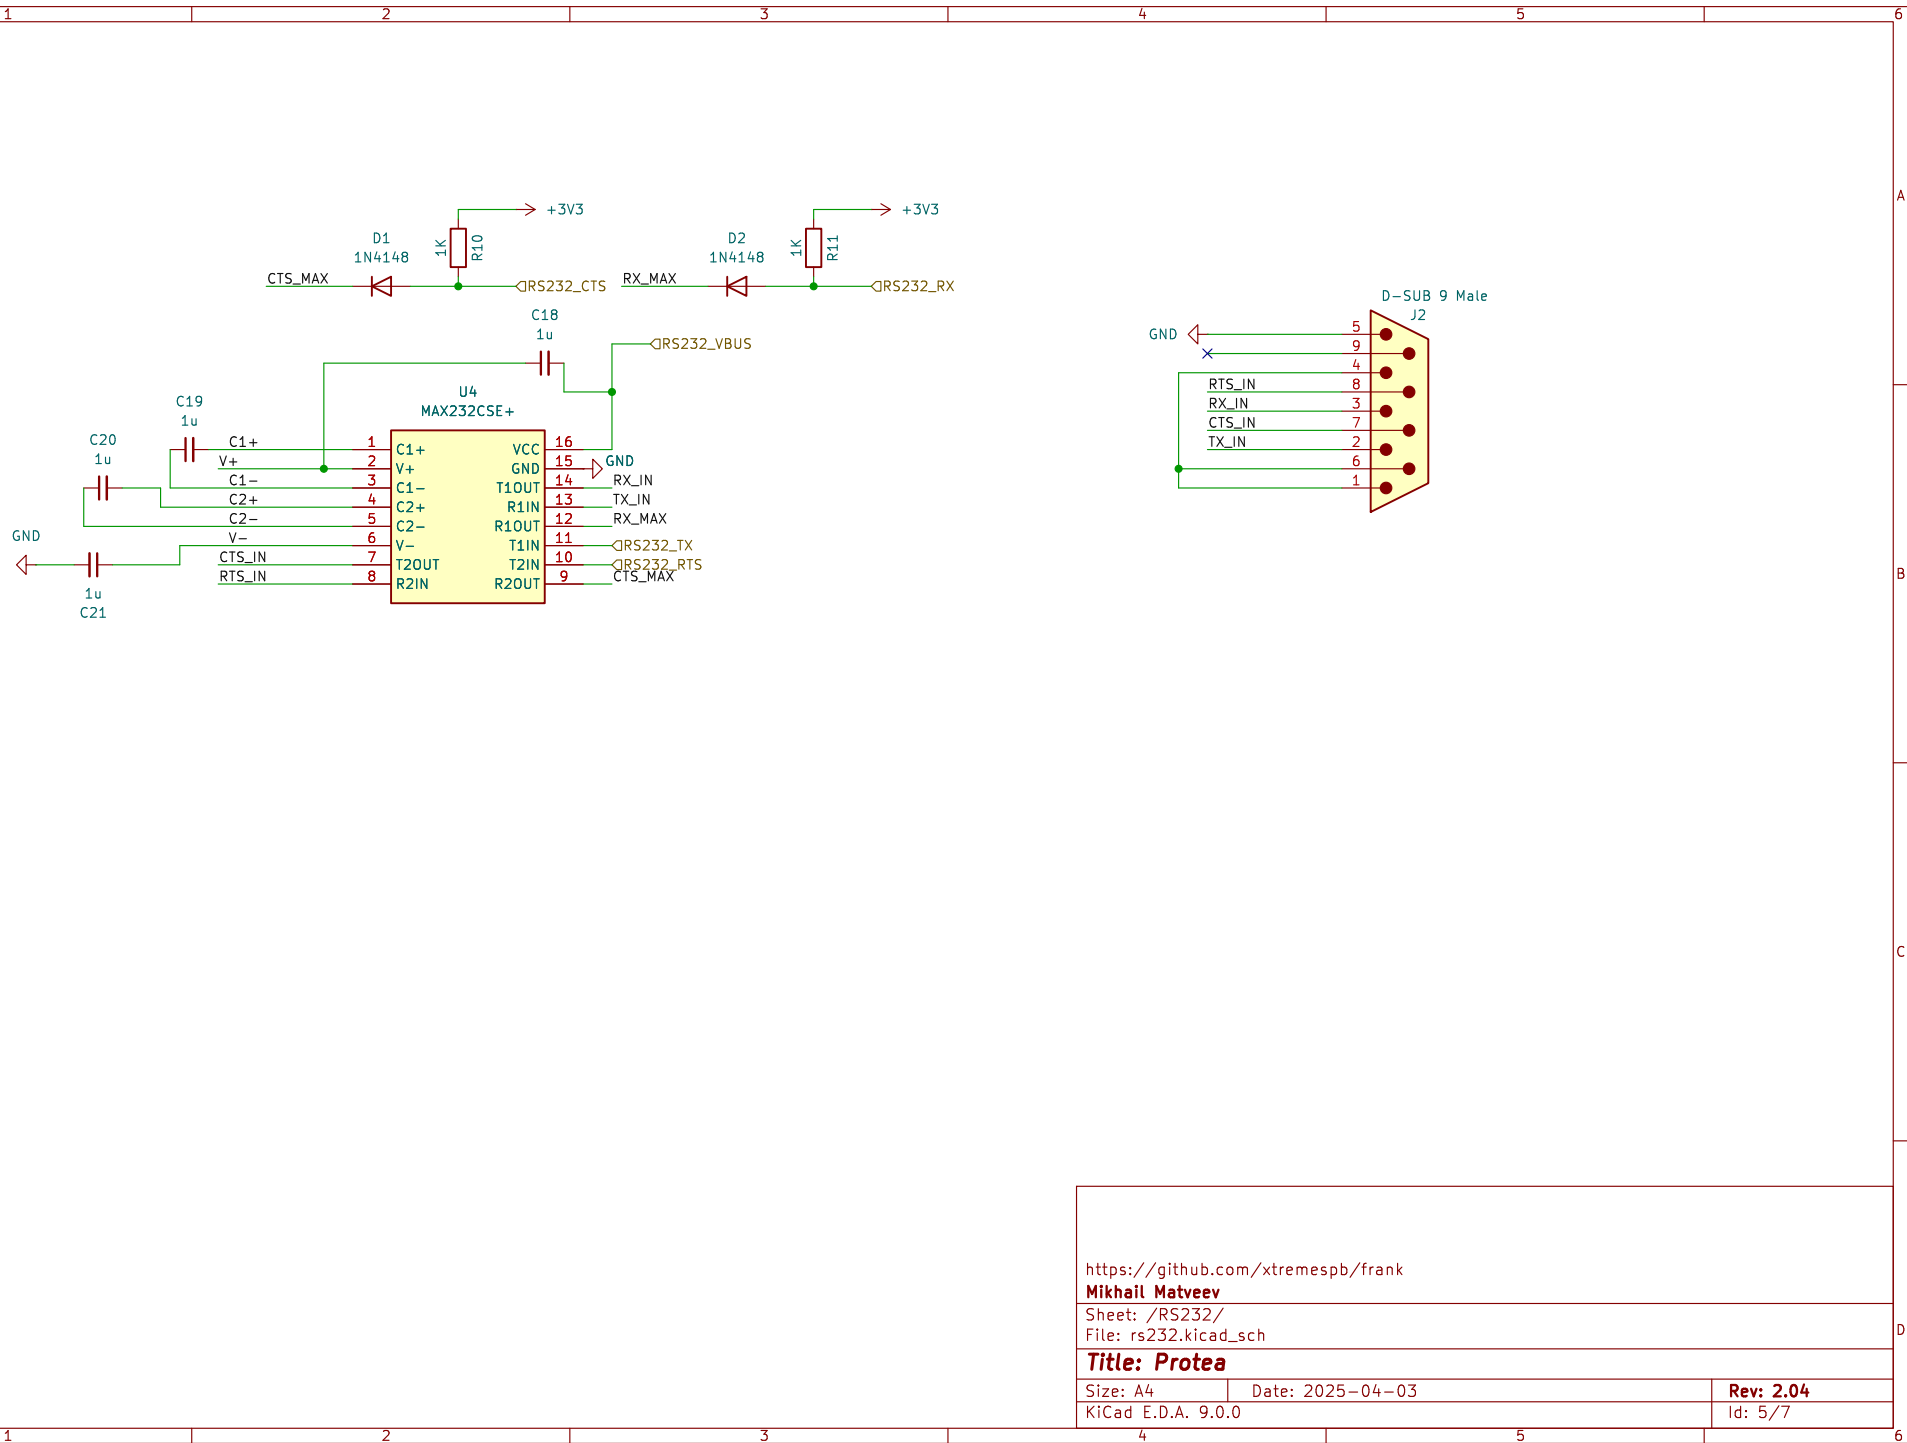 1 2 3 4 5 6
A
+3V3
+3V3
D1
1N4148
1K
R10
D2
1N4148
1K
R11
CTS_MAX
RS232_CTS
RX_MAX
RS232_RX
C18
1u
RS232_VBUS
D-SUB 9 Male
J2
GND
5
9
4
RTS_IN 8
RX_IN 3
CTS_IN 7
TX_IN 2
6
1
U4
MAX232CSE+
C19
1u
C20
1u
C1+ 1 C1+ VCC 16
V+ 2 V+ GND 15 GND
C1- 3 C1- T1OUT 14 RX_IN
C2+ 4 C2+ R1IN 13 TX_IN
C2- 5 C2- R1OUT 12 RX_MAX
V- 6 V- T1IN 11 RS232_TX
CTS_IN 7 T2OUT T2IN 10 RS232_RTS
RTS_IN 8 R2IN R2OUT 9 CTS_MAX
GND
1u
C21
B
C
D
https://github.com/xtremespb/frank
Mikhail Matveev
Sheet: /RS232/
File: rs232.kicad_sch
Title: Protea
Size: A4 Date: 2025-04-03 Rev: 2.04
KiCad E.D.A. 9.0.0 Id: 5/7
1 2 3 4 5 6